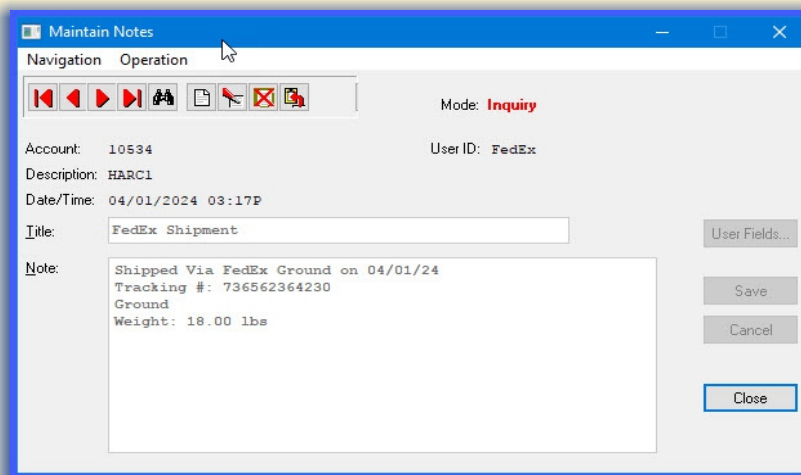 Maintain Notes
Navigation Operation
Mode: Inquiry
Account: 10534 User ID: FedEx
Description: HARC1
Date/Time: 04/01/2024 03:17P
Title: FedEx Shipment
User Fields...
Note: Shipped Via FedEx Ground on 04/01/24
Tracking #: 736562364230
Ground
Weight: 18.00 lbs
Save
Cancel
Close